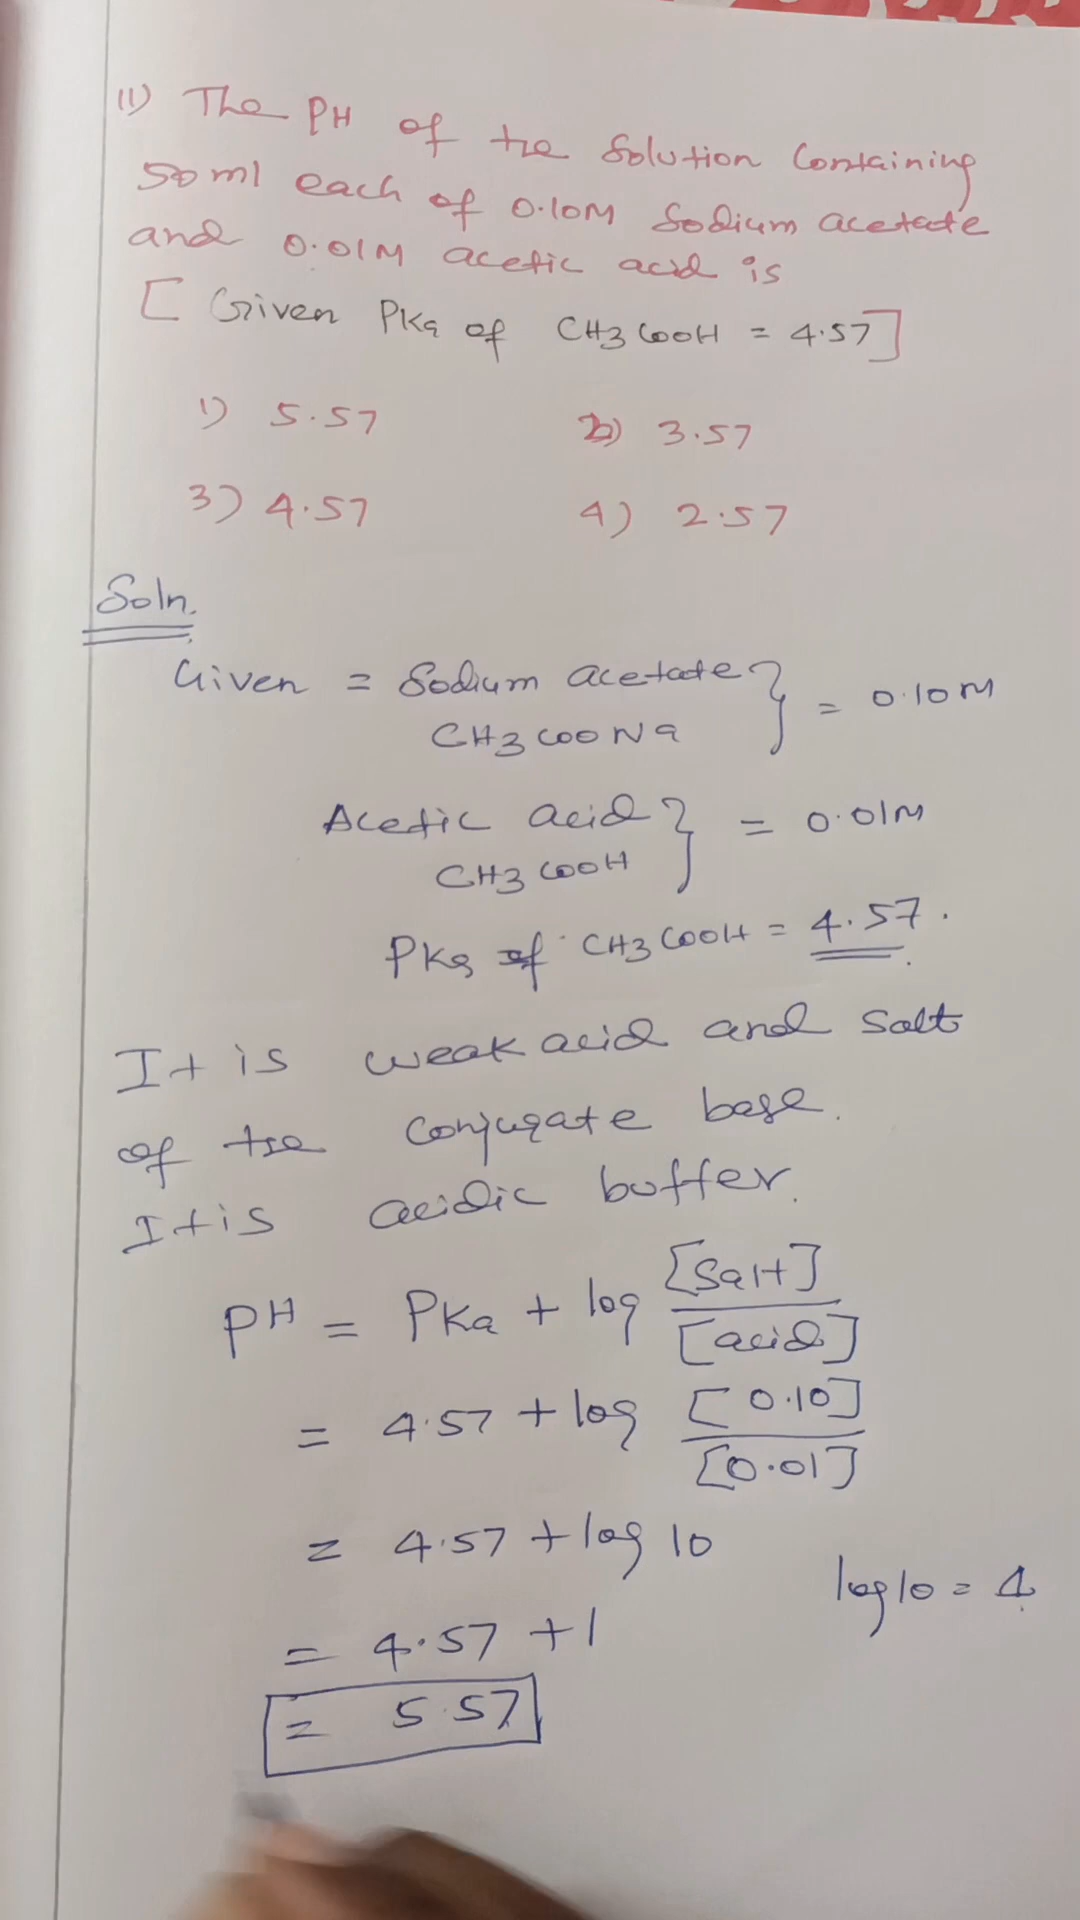 11) The PH of the Solution Containing
50ml each of 0.10M Sodium acetate
and 0.01M acetic acid is
[ Given PKa of CH3COOH = 4.57]
1) 5.57 2) 3.57
3) 4.57 4) 2.57
Soln.
Given = Sodium acetate } = 0.10M
CH3COONa
Acetic acid } = 0.01M
CH3COOH
PKa of CH3COOH = 4.57.
It is weak acid and Salt
of the Conjugate base.
It is acidic buffer.
PH = PKa + log [Salt]
[acid]
= 4.57 + log [0.10]
[0.01]
= 4.57 + log 10
log 10 = 1
= 4.57 + 1
= 5.57